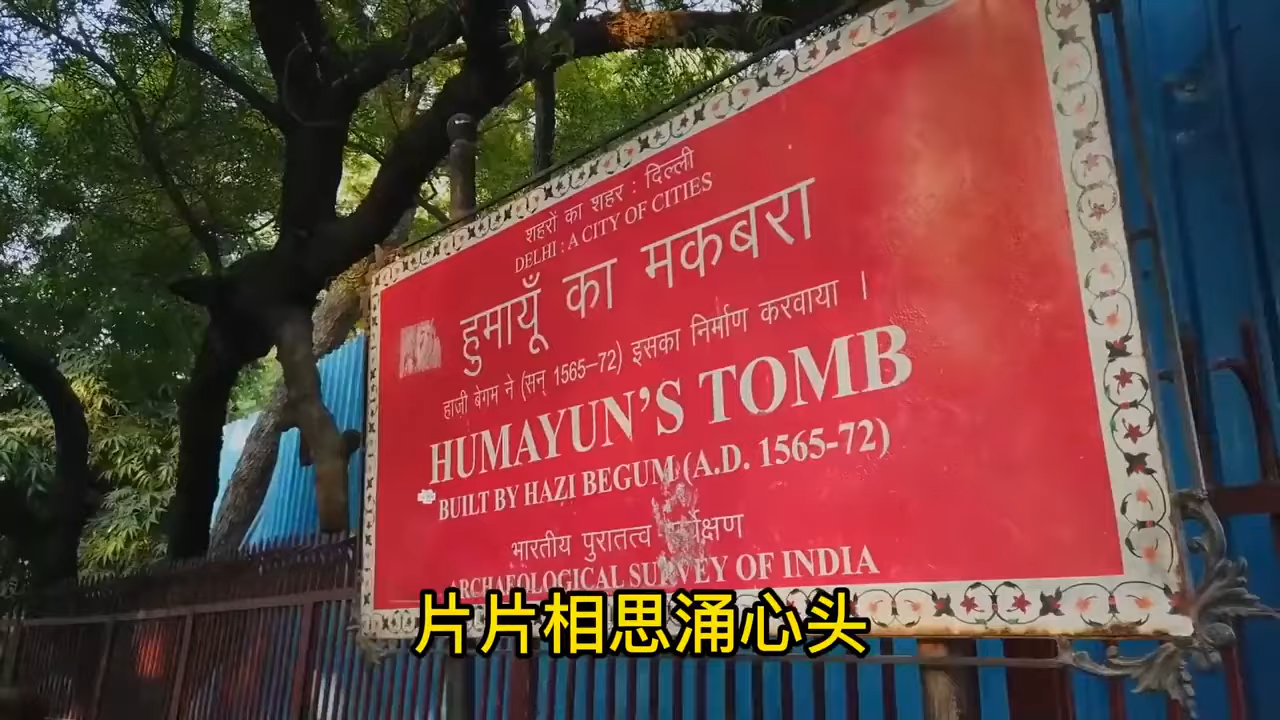 शहरों का शहर : दिल्ली
DELHI : A CITY OF CITIES
हुमायूँ का मकबरा
हाज़ी बेगम ने (सन् 1565–72) इसका निर्माण करवाया ।
HUMAYUN'S TOMB
BUILT BY HAZI BEGUM (A.D. 1565-72)
भारतीय पुरातत्व
ARCHAEOLOGICAL SURVEY OF INDIA
片片相思涌心头